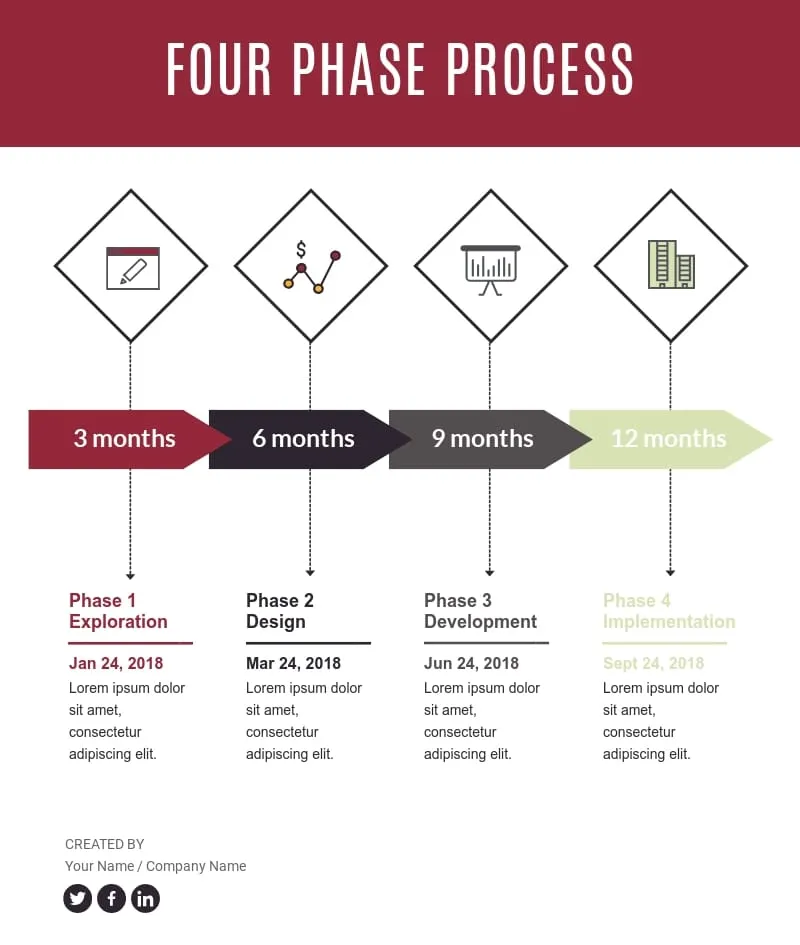 FOUR PHASE PROCESS
$
3 months
6 months
9 months
12 months
Phase 1
Exploration
Jan 24, 2018
Lorem ipsum dolor
sit amet,
consectetur
adipiscing elit.
Phase 2
Design
Mar 24, 2018
Lorem ipsum dolor
sit amet,
consectetur
adipiscing elit.
Phase 3
Development
Jun 24, 2018
Lorem ipsum dolor
sit amet,
consectetur
adipiscing elit.
Phase 4
Implementation
Sept 24, 2018
Lorem ipsum dolor
sit amet,
consectetur
adipiscing elit.
CREATED BY
Your Name / Company Name
f
in